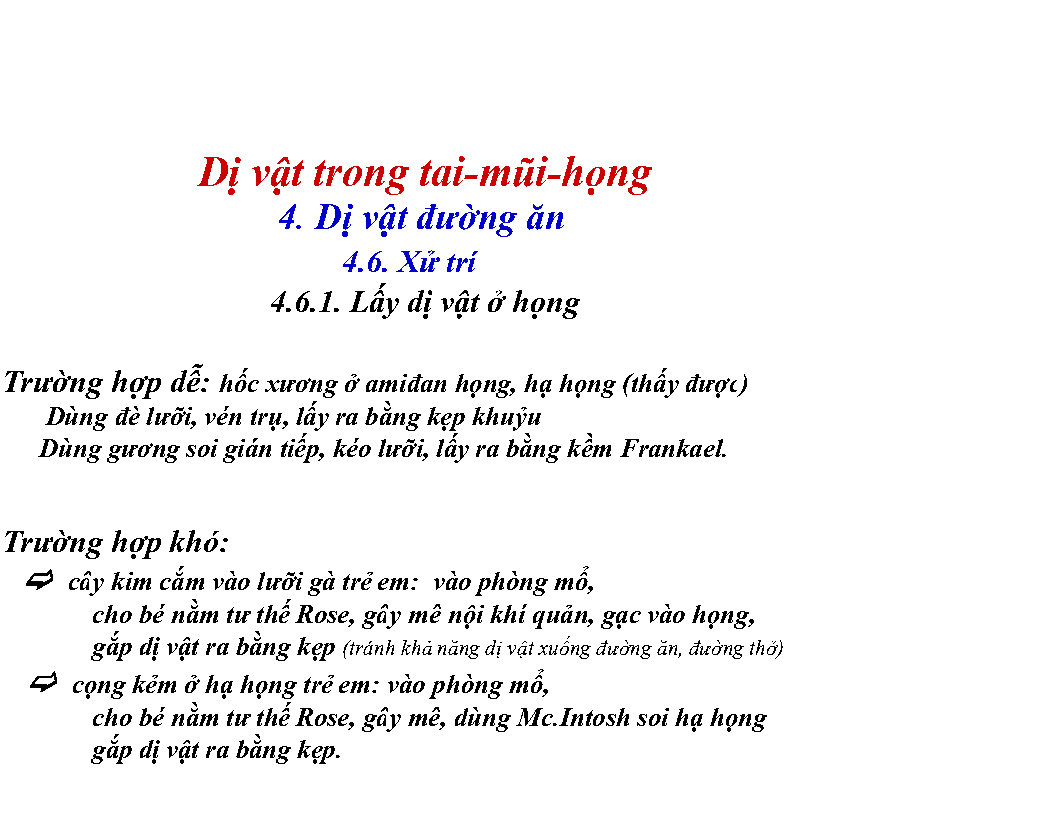 Dị vật trong tai-mũi-họng
4. Dị vật đường ăn
4.6. Xử trí
4.6.1. Lấy dị vật ở họng
Trường hợp dễ: hốc xương ở amiđan họng, hạ họng (thấy được)
Dùng đè lưỡi, vén trụ, lấy ra bằng kẹp khuỷu
Dùng gương soi gián tiếp, kéo lưỡi, lấy ra bằng kềm Frankael.
Trường hợp khó:
➪ cây kim cắm vào lưỡi gà trẻ em: vào phòng mổ,
cho bé nằm tư thế Rose, gây mê nội khí quản, gạc vào họng,
gắp dị vật ra bằng kẹp (tránh khả năng dị vật xuống đường ăn, đường thở)
➪ cọng kẻm ở hạ họng trẻ em: vào phòng mổ,
cho bé nằm tư thế Rose, gây mê, dùng Mc.Intosh soi hạ họng
gắp dị vật ra bằng kẹp.